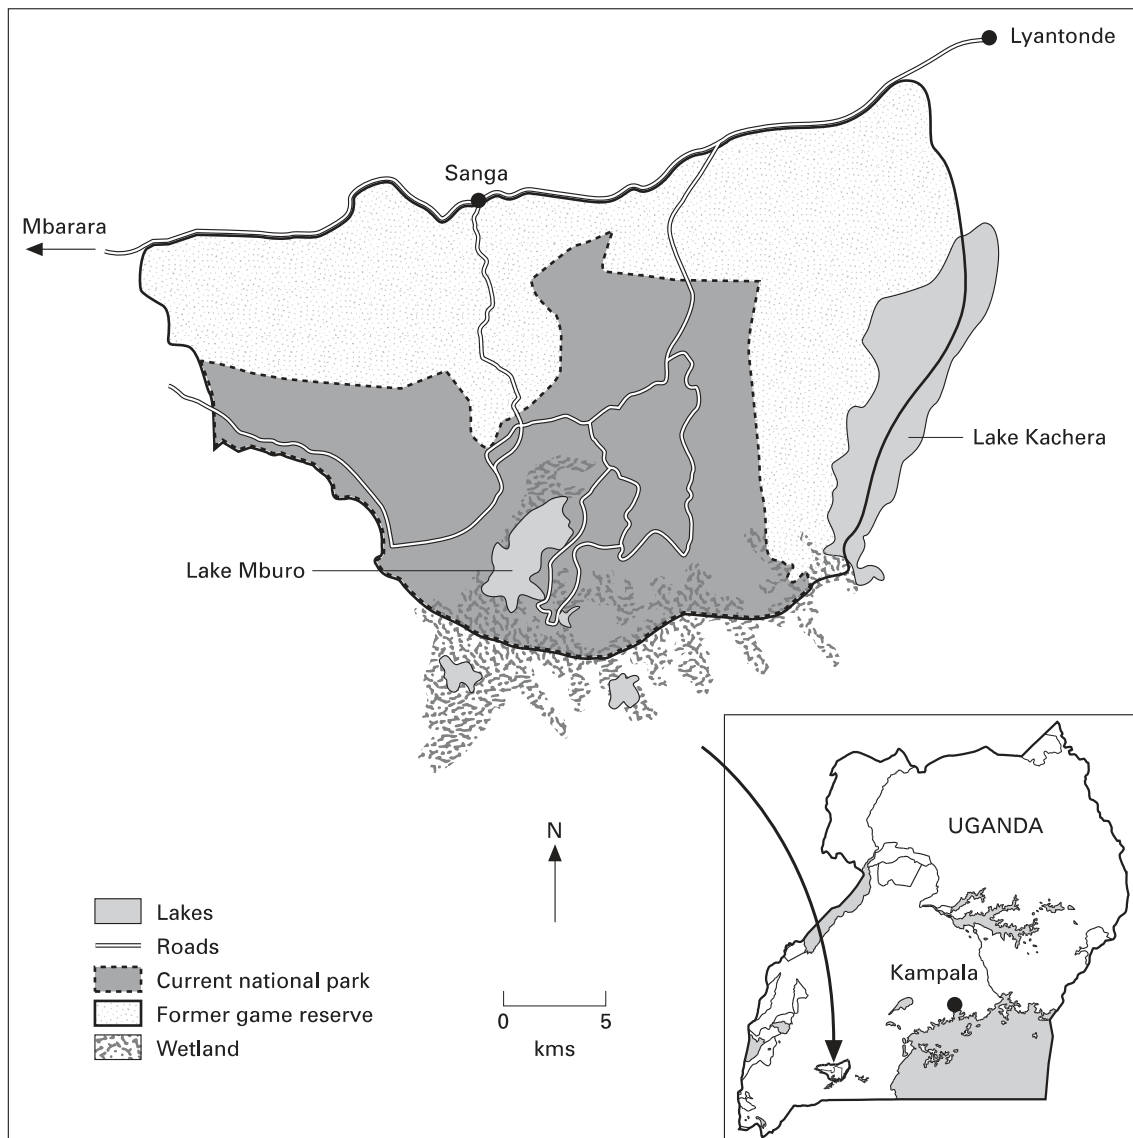 Lyantonde
Sanga
Mbarara
Lake Kachera
Lake Mburo
N
UGANDA
Lakes
Roads
Current national park
Former game reserve
Wetland
0 5
kms
Kampala